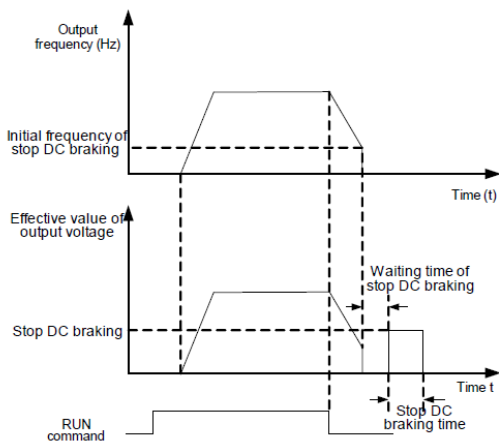 Output
frequency (Hz)
Initial frequency of
stop DC braking
Time (t)
Effective value of
output voltage
Waiting time of
stop DC braking
Stop DC braking
Time t
Stop DC
braking time
RUN
command